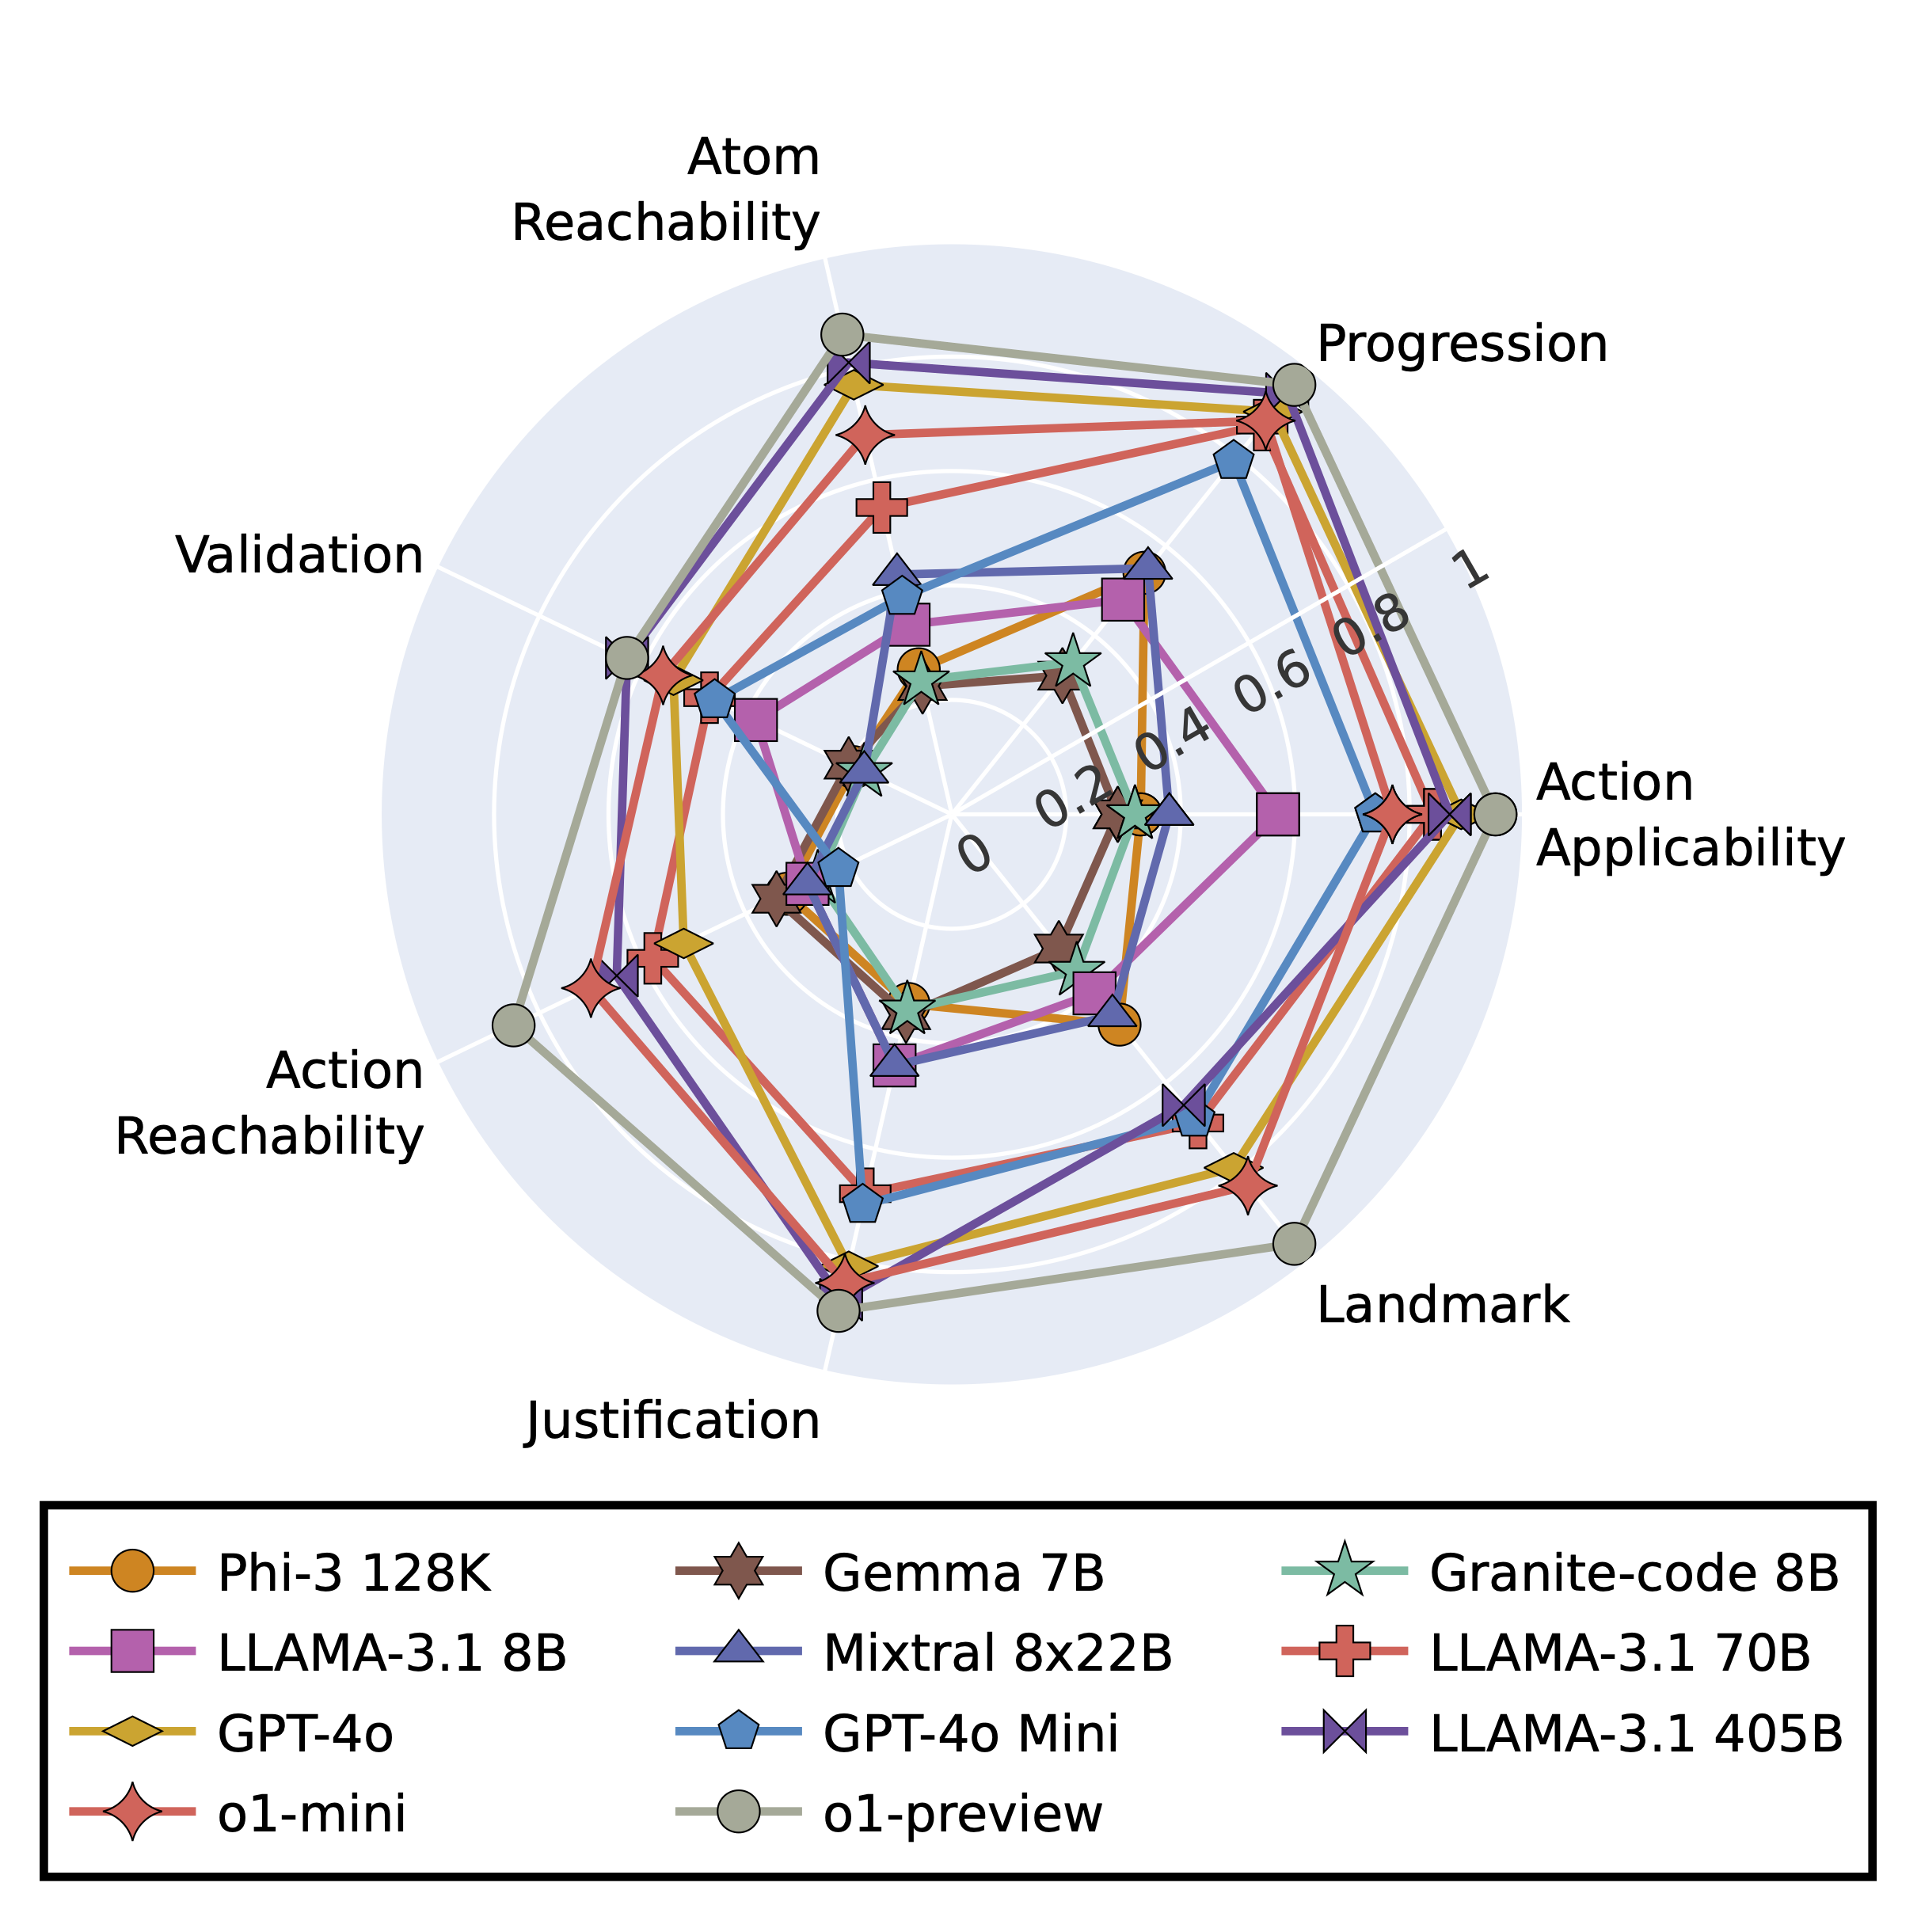 Atom
Reachability
Progression
Validation
1
0.8
0.6
0.4
0.2
0
Action
Applicability
Action
Reachability
Landmark
Justification
Phi-3 128K
Gemma 7B
Granite-code 8B
LLAMA-3.1 8B
Mixtral 8x22B
LLAMA-3.1 70B
GPT-4o
GPT-4o Mini
LLAMA-3.1 405B
o1-mini
o1-preview